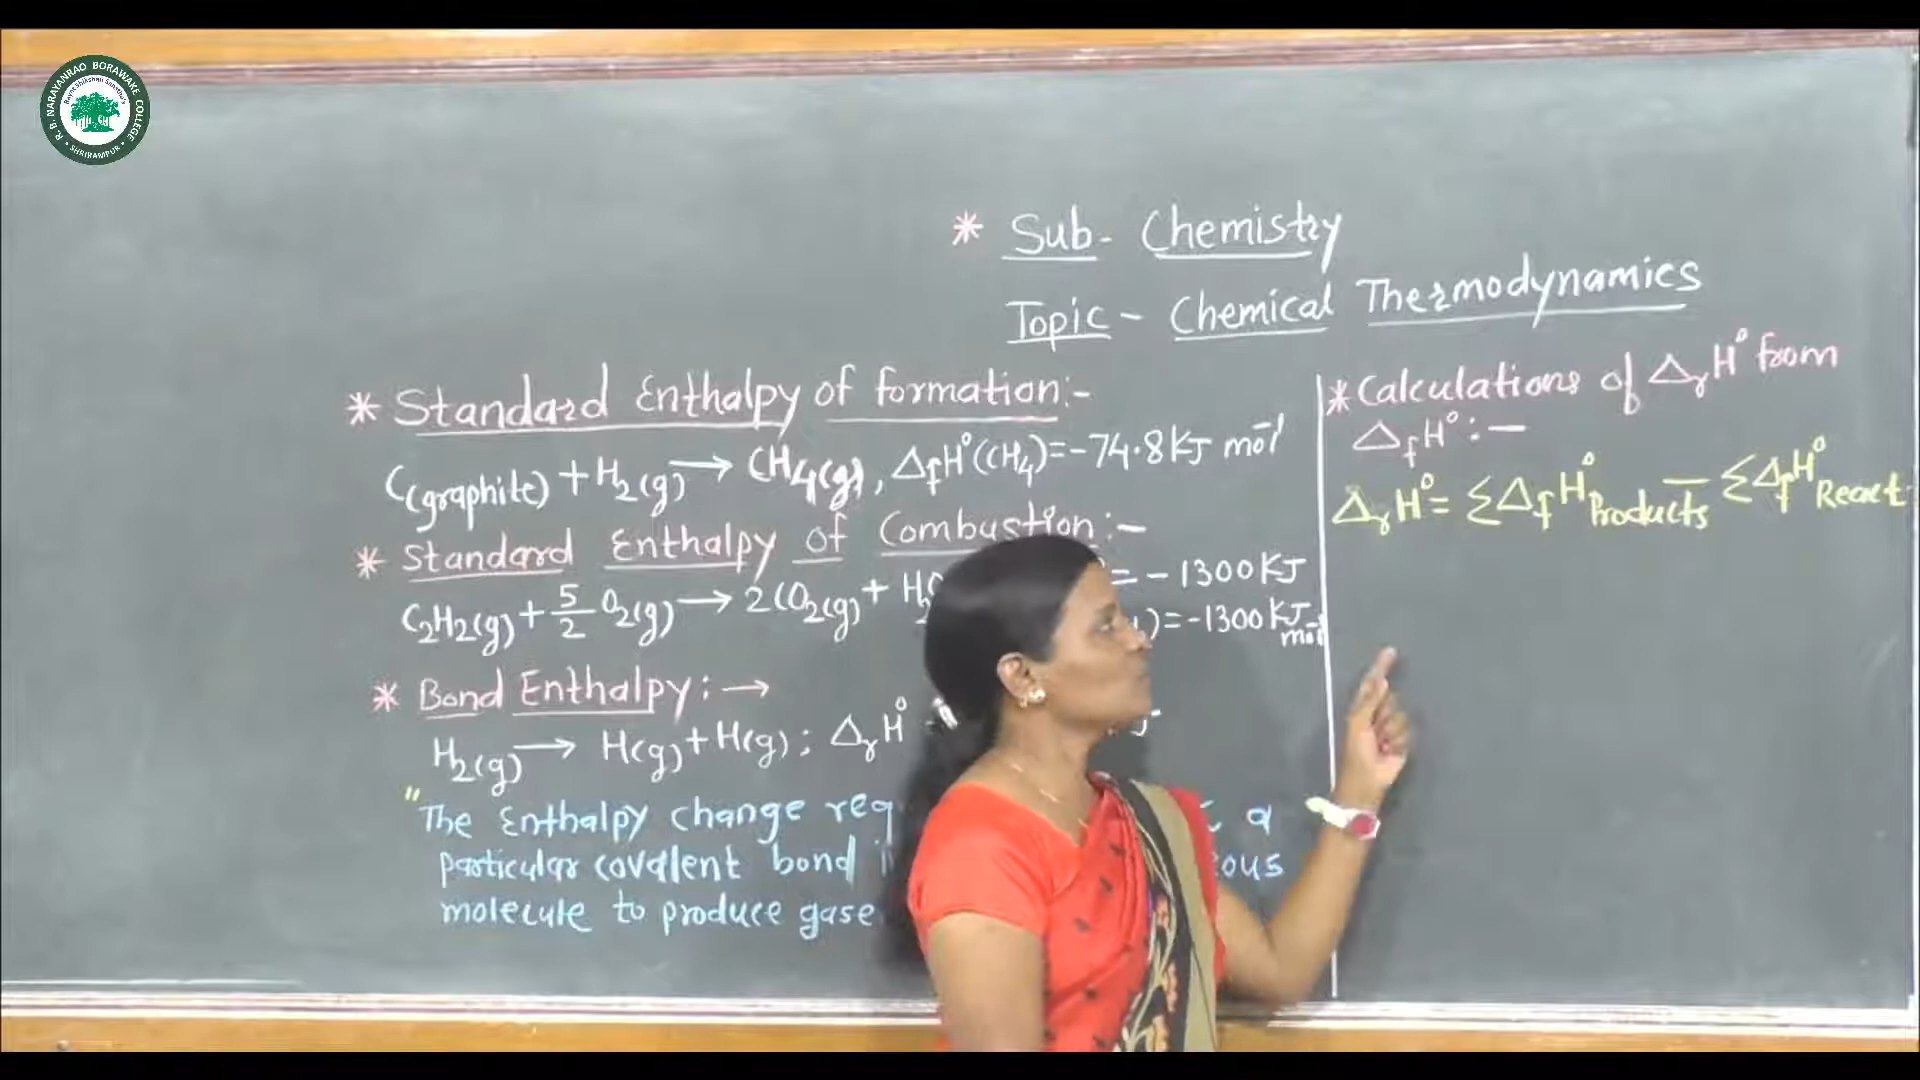 R. B. NARAYANRAO BORAWAKE COLLEGE
SHRIRAMPUR
* Sub- Chemistry
Topic - Chemical Thermodynamics
* Standard Enthalpy of formation:-
C(graphite) + H2(g) → CH4(g), ΔfH°(CH4) = -74.8 KJ mol⁻¹
* Standard Enthalpy of Combustion:-
C2H2(g) + 5/2 O2(g) → 2CO2(g) + H2 = -1300 KJ
) = -1300 KJ
mol⁻¹
* Bond Enthalpy: →
H2(g) → H(g) + H(g); ΔrH°
"The Enthalpy change req a
particular covalent bond ous
molecule to produce gase
* Calculations of ΔrH° from
ΔfH°:-
ΔrH° = ΣΔfH° Products - ΣΔfH° React